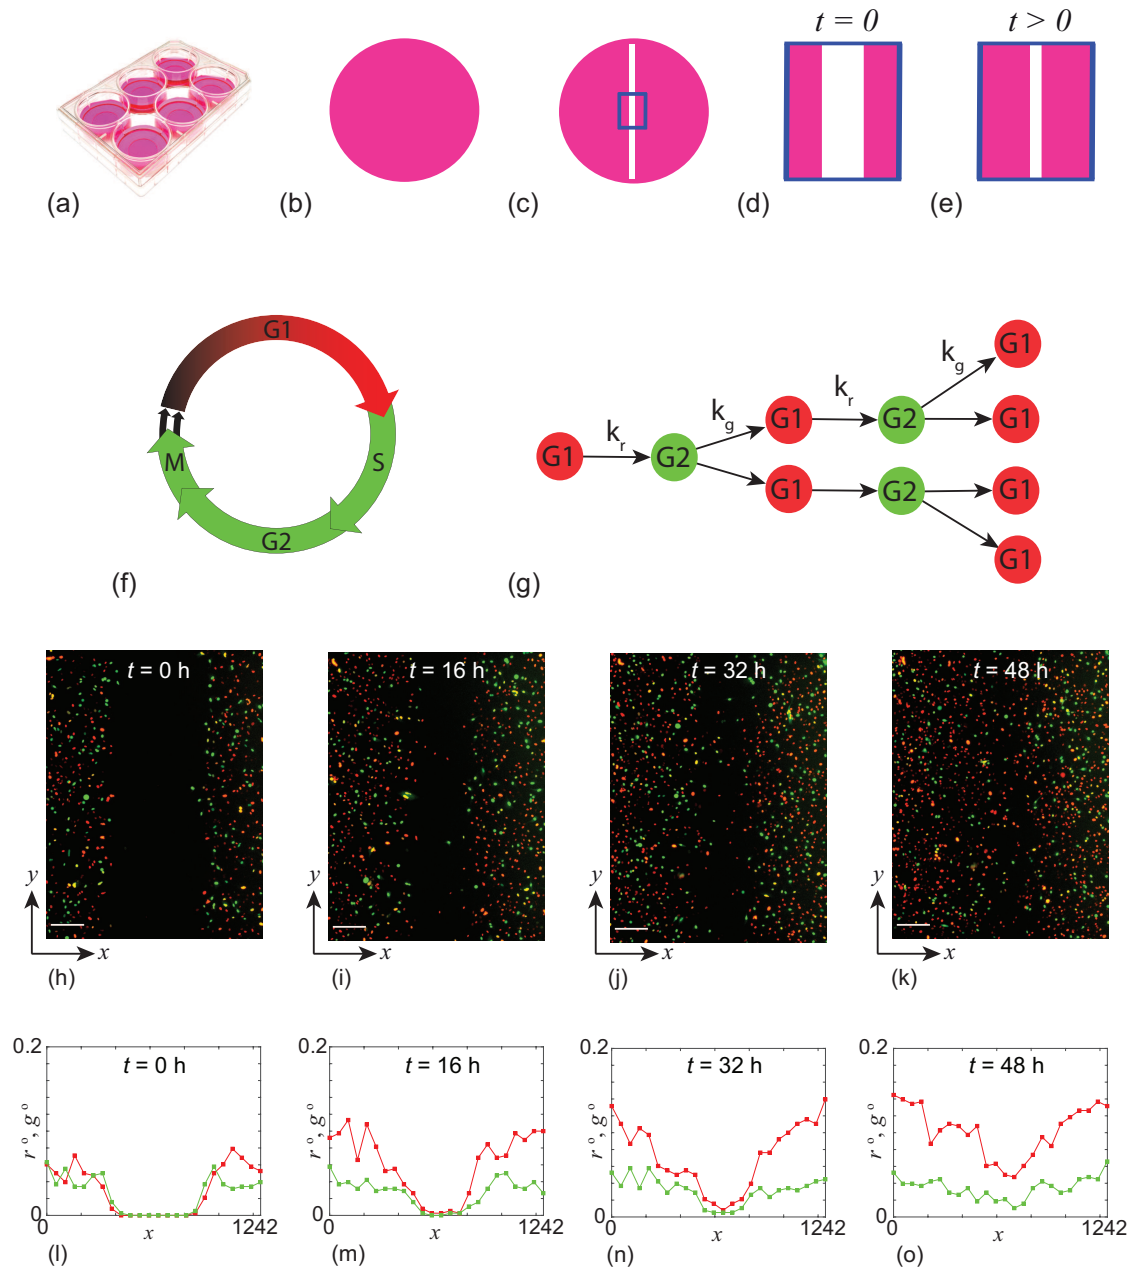 t = 0
t > 0
(a)
(b)
(c)
(d)
(e)
G1
S
G2
M
(f)
G1
k_r
G2
k_g
G1
k_r
G2
k_g
G1
G1
G1
G2
G1
G1
(g)
t = 0 h
t = 16 h
t = 32 h
t = 48 h
y
x
(h)
y
x
(i)
y
x
(j)
y
x
(k)
0.2
t = 0 h
r°, g°
0
x
1242
(l)
0.2
t = 16 h
r°, g°
0
x
1242
(m)
0.2
t = 32 h
r°, g°
0
x
1242
(n)
0.2
t = 48 h
r°, g°
0
x
1242
(o)